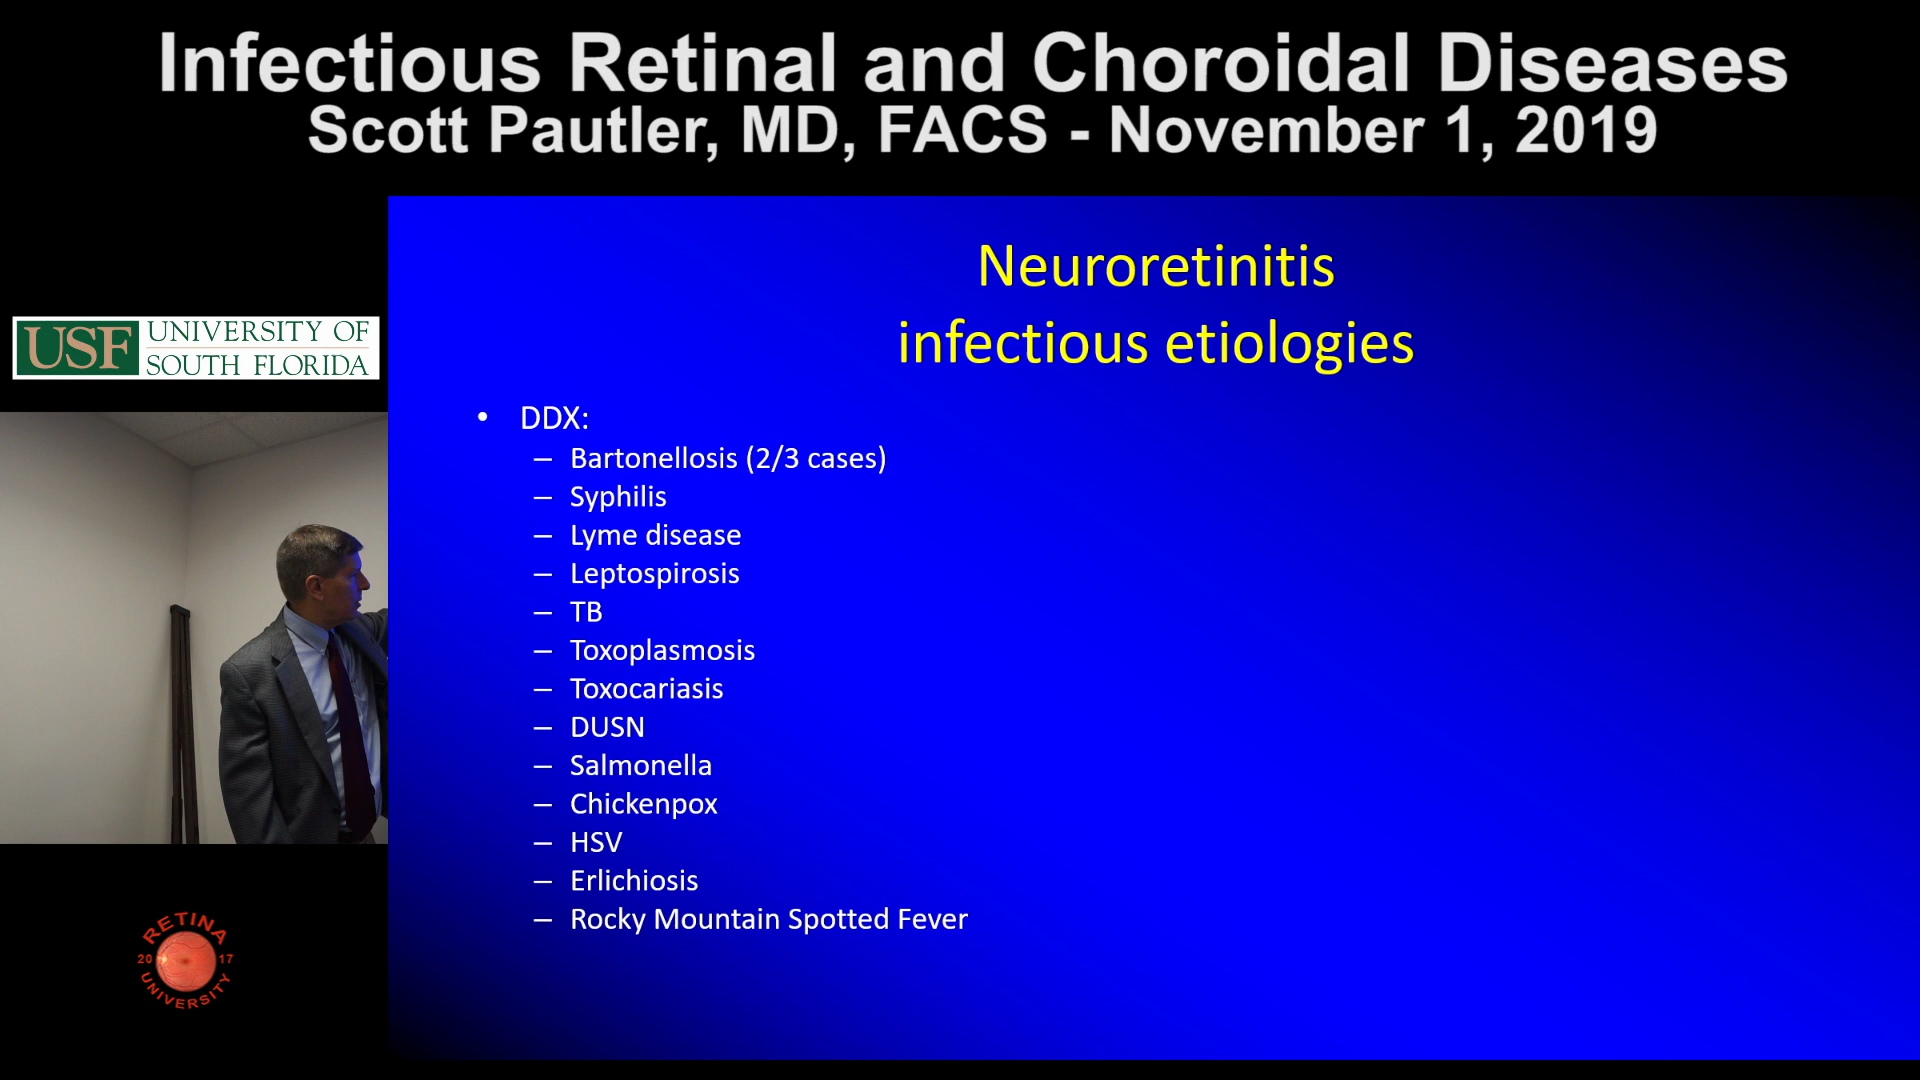 Infectious Retinal and Choroidal Diseases
Scott Pautler, MD, FACS - November 1, 2019
USF UNIVERSITY OF
SOUTH FLORIDA
Neuroretinitis
infectious etiologies
• DDX:
– Bartonellosis (2/3 cases)
– Syphilis
– Lyme disease
– Leptospirosis
– TB
– Toxoplasmosis
– Toxocariasis
– DUSN
– Salmonella
– Chickenpox
– HSV
– Erlichiosis
– Rocky Mountain Spotted Fever
RETINA
20 17
UNIVERSITY